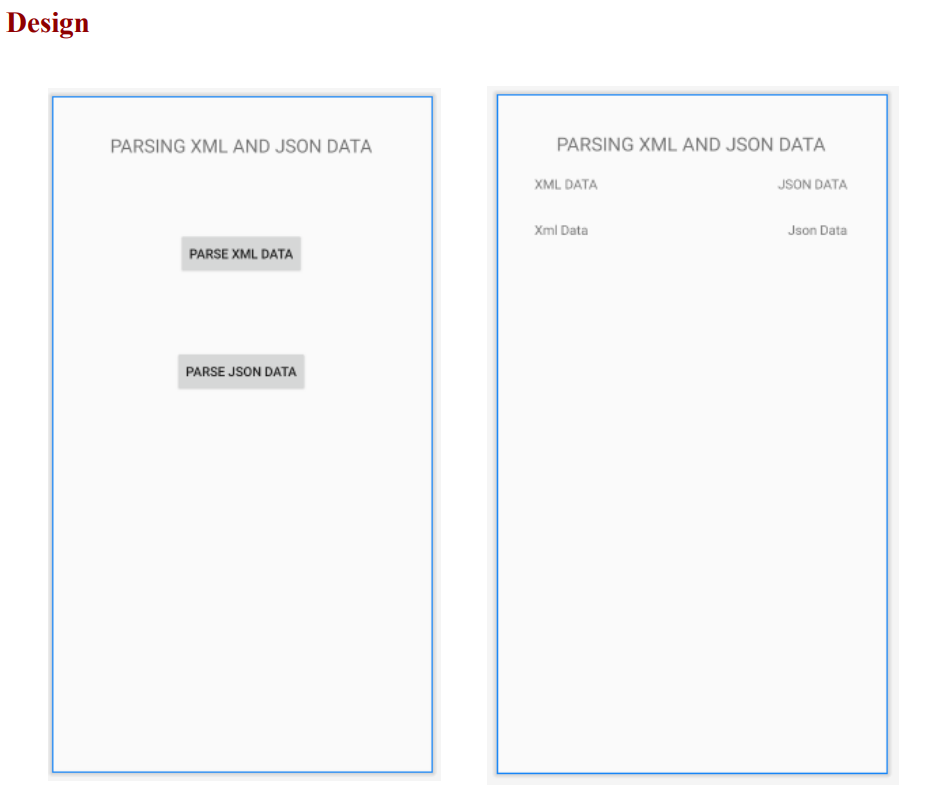 Design
PARSING XML AND JSON DATA
PARSE XML DATA
PARSE JSON DATA
PARSING XML AND JSON DATA
XML DATA JSON DATA
Xml Data Json Data